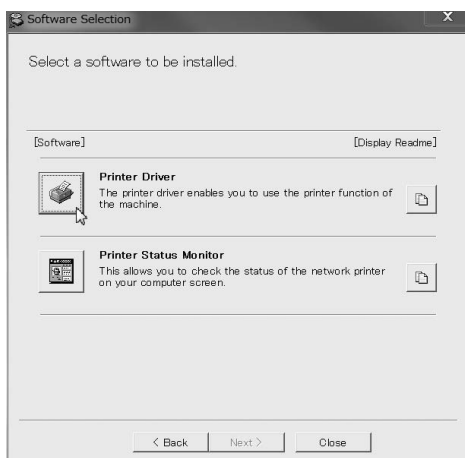 Software Selection
X
Select a software to be installed.
[Software] [Display Readme]
Printer Driver
The printer driver enables you to use the printer function of
the machine.
Printer Status Monitor
This allows you to check the status of the network printer
on your computer screen.
< Back Next > Close